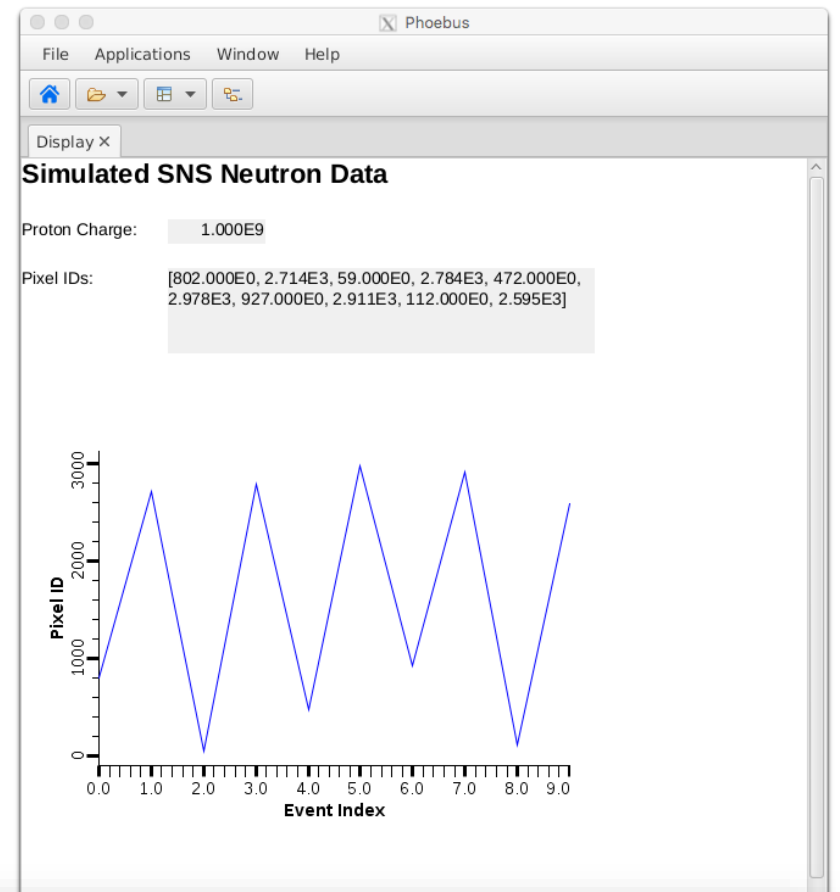 Phoebus
File Applications Window Help
Display
Simulated SNS Neutron Data
Proton Charge: 1.000E9
Pixel IDs: [802.000E0, 2.714E3, 59.000E0, 2.784E3, 472.000E0,
2.978E3, 927.000E0, 2.911E3, 112.000E0, 2.595E3]
3000
2000
1000
0
Pixel ID
0.0 1.0 2.0 3.0 4.0 5.0 6.0 7.0 8.0 9.0
Event Index